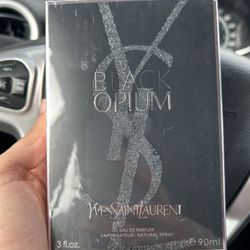 BLACK
OPIUM
YVESSAINTLAURENT
EAU DE PARFUM
VAPORISATEUR - NATURAL SPRAY
3 fl.oz. 90ml